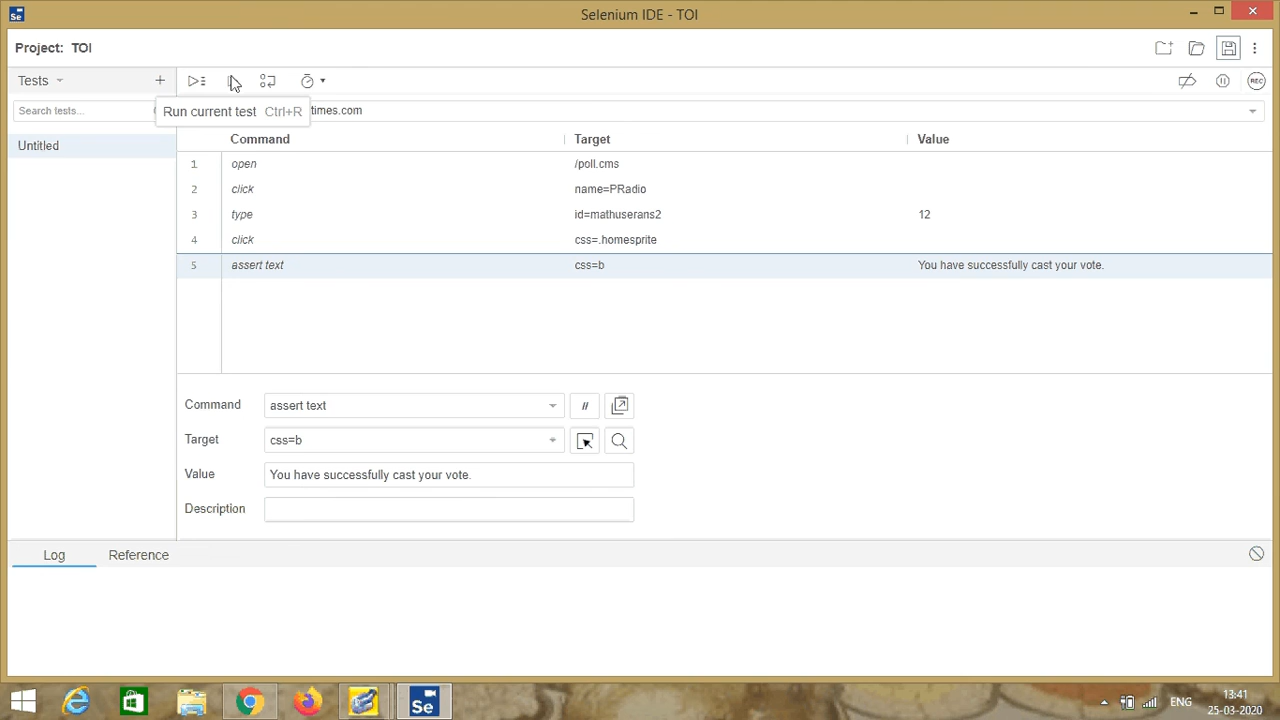 Selenium IDE - TOI
Project: TOI
Tests
Search tests...
Run current test Ctrl+R
times.com
Untitled
Command Target Value
1 open /poll.cms
2 click name=PRadio
3 type id=mathuserans2 12
4 click css=.homesprite
5 assert text css=b You have successfully cast your vote.
Command assert text //
Target css=b
Value You have successfully cast your vote.
Description
Log Reference
REC
Se
ENG
13:41
25-03-2020